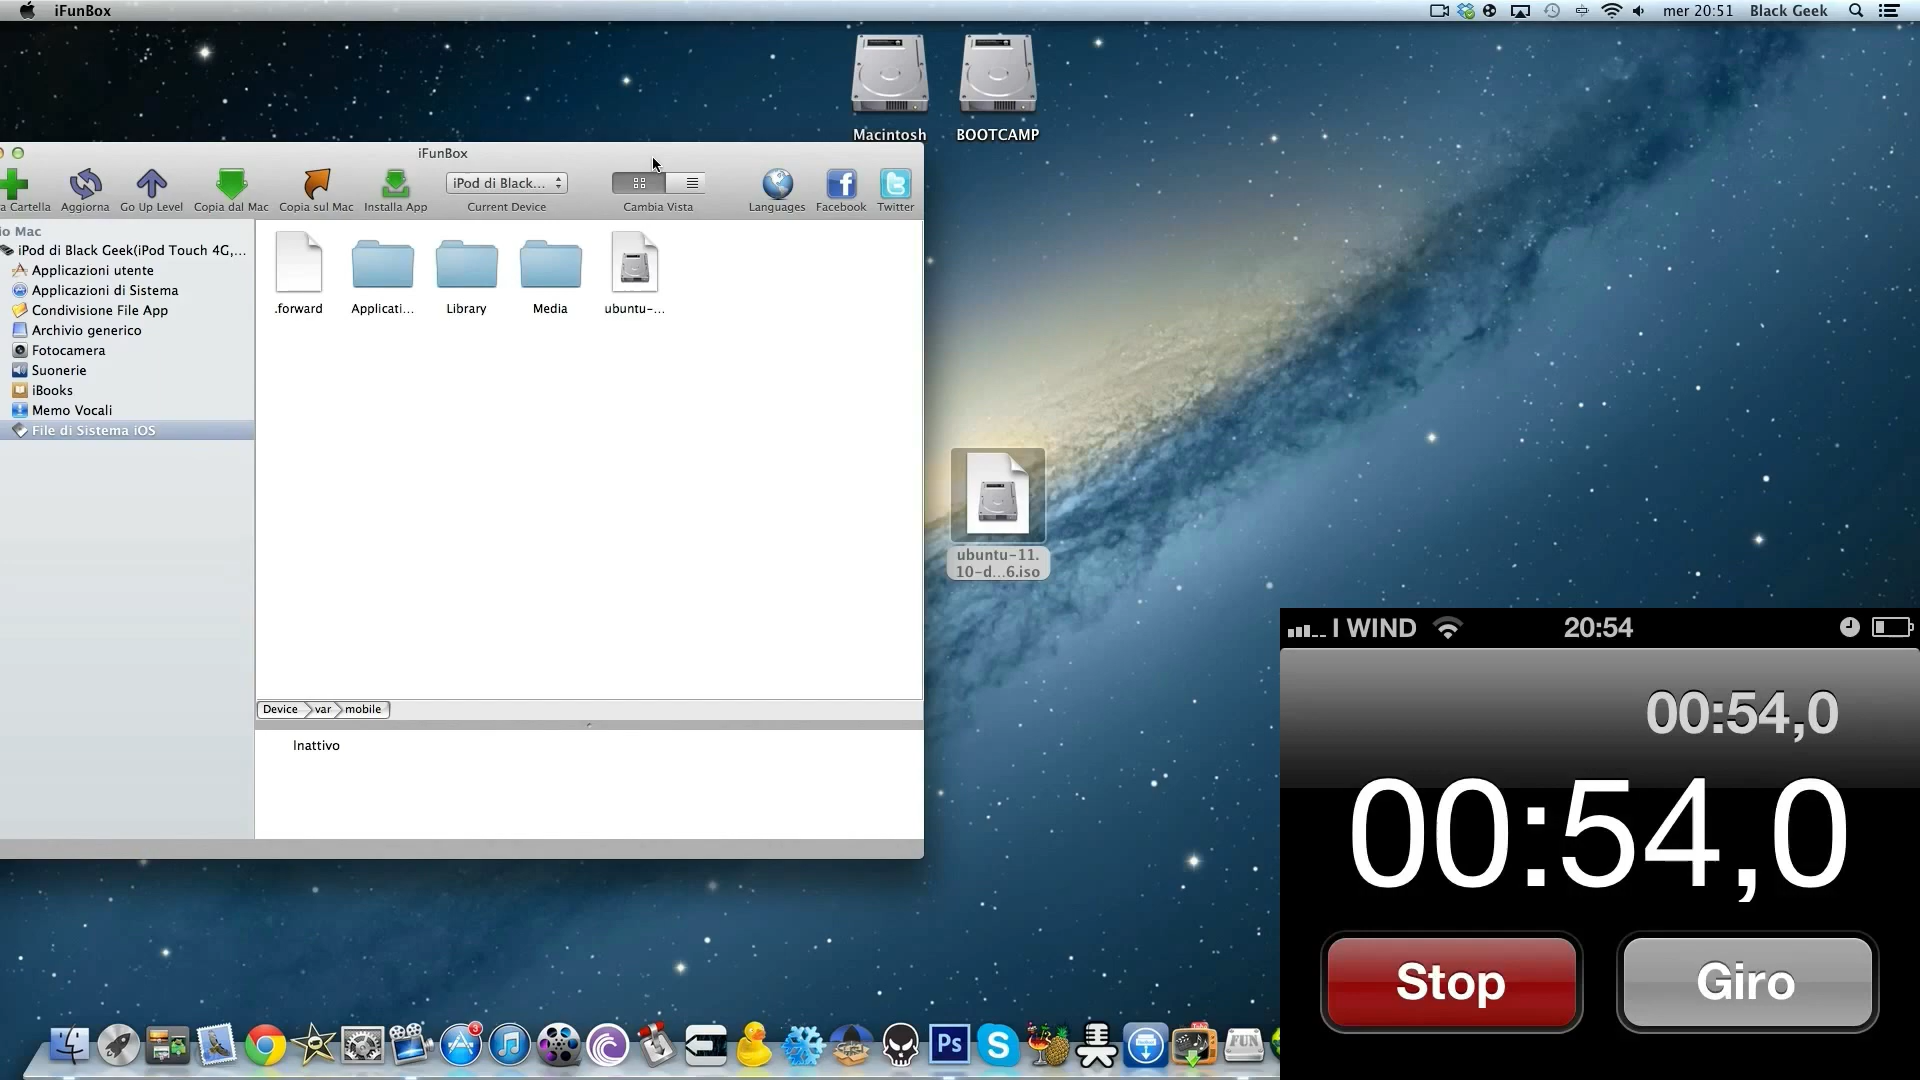 iFunBox
mer 20:51
Black Geek
Macintosh
BOOTCAMP
iFunBox
a Cartella
Aggiorna
Go Up Level
Copia dal Mac
Copia sul Mac
Installa App
iPod di Black...
Current Device
Cambia Vista
Languages
Facebook
Twitter
io Mac
iPod di Black Geek(iPod Touch 4G,...
Applicazioni utente
Applicazioni di Sistema
Condivisione File App
Archivio generico
Fotocamera
Suonerie
iBooks
Memo Vocali
File di Sistema iOS
.forward
Applicati...
Library
Media
ubuntu-...
ubuntu-11.
10-d...6.iso
Device
var
mobile
Inattivo
I WIND
20:54
00:54,0
00:54,0
Stop
Giro
3
Ps
S
FUN